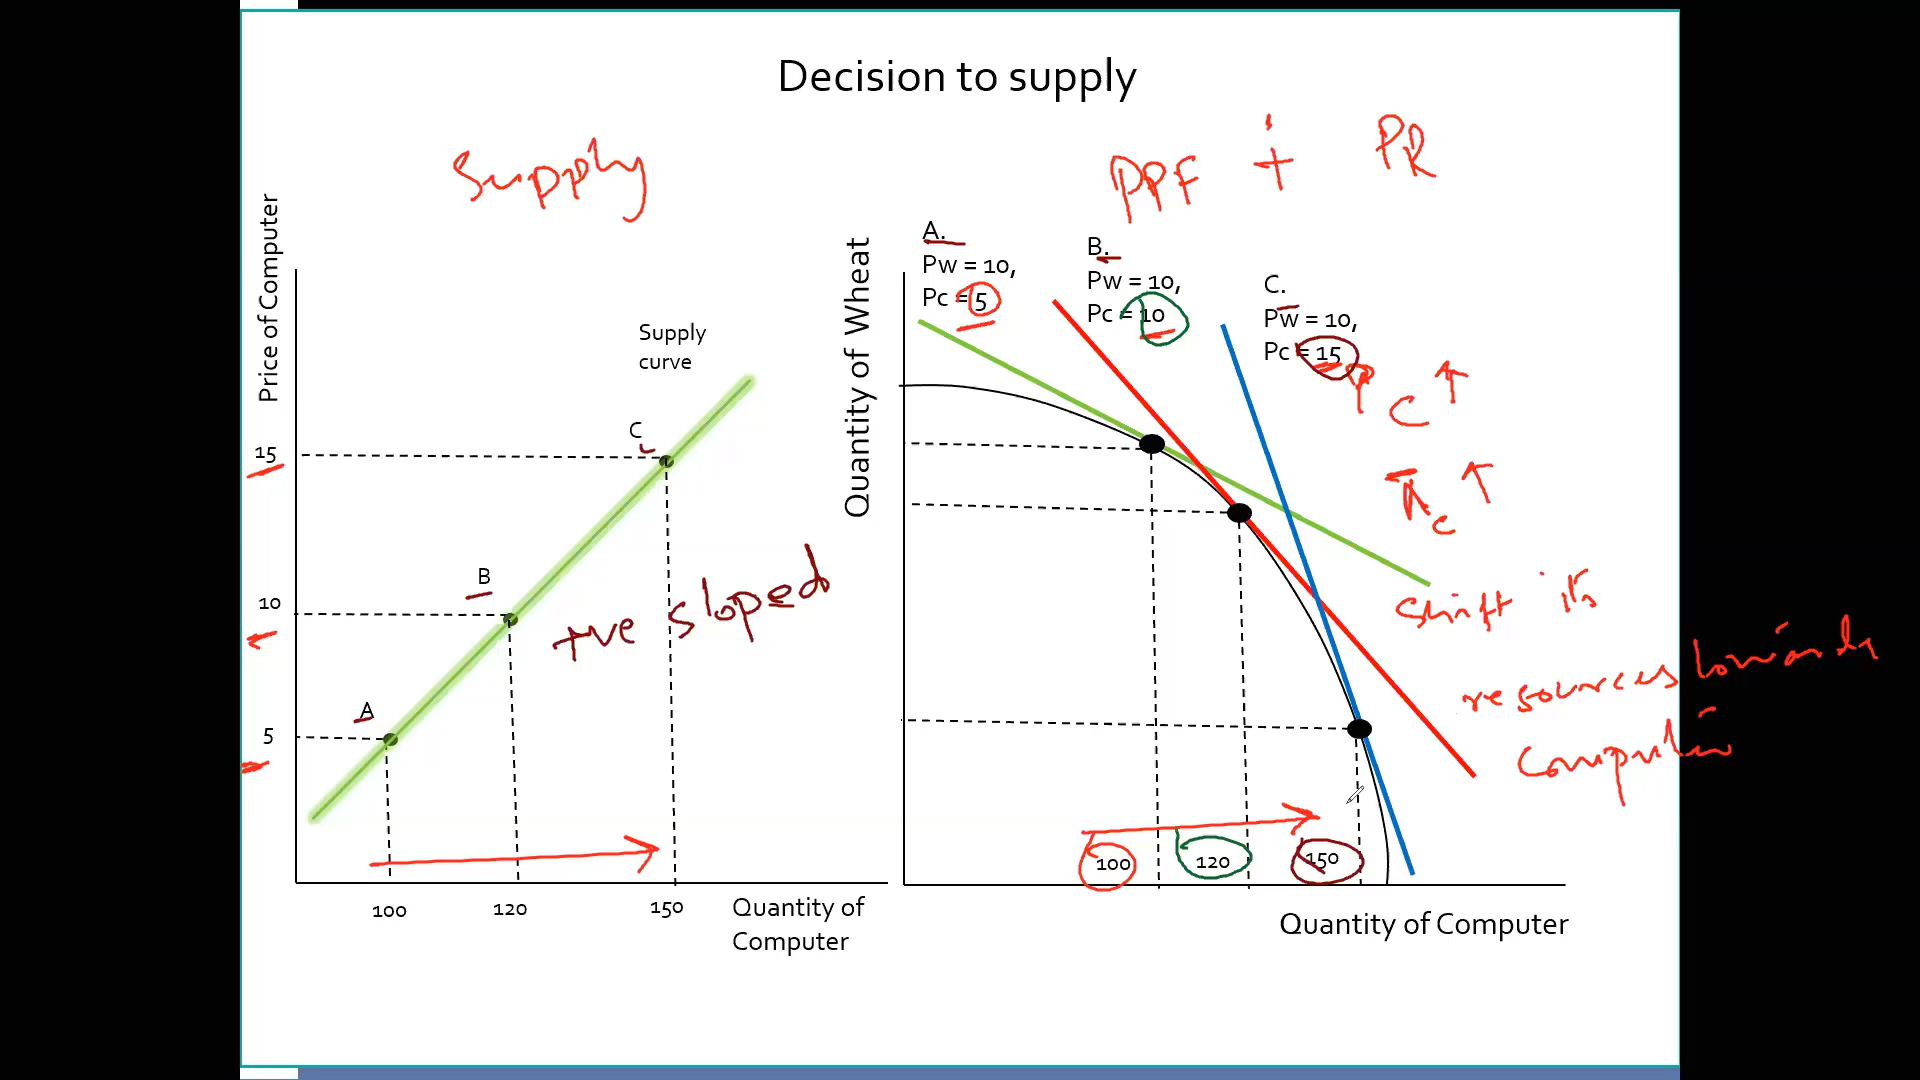 Decision to supply
Supply
PPF + PR
Price of Computer
Supply
curve
15
10
5
C
B
A
+ve sloped
100
120
150
Quantity of
Computer
Quantity of Wheat
A.
Pw = 10,
Pc = 5
B.
Pw = 10,
Pc = 10
C.
Pw = 10,
Pc = 15
C ↑
↑
shift its
resources towards
100
120
150
Quantity of Computer